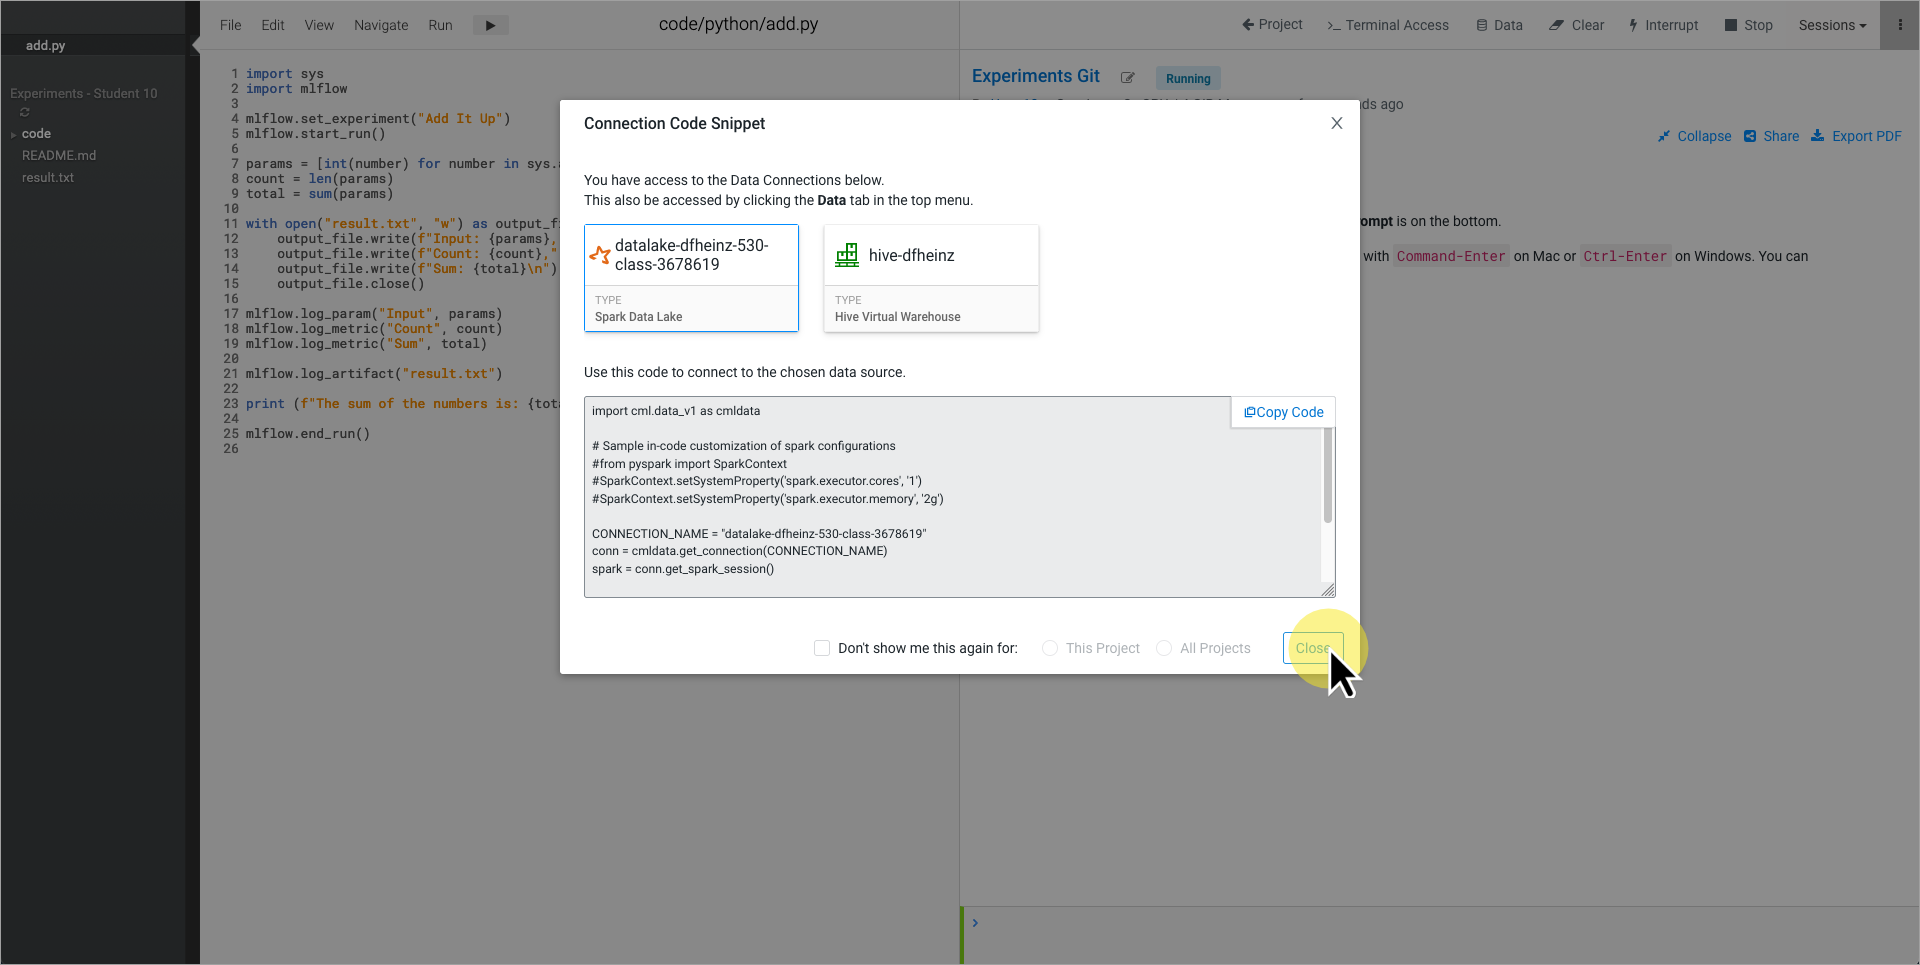 File Edit View Navigate Run
code/python/add.py
Project Terminal Access Data Clear Interrupt Stop Sessions
add.py
Experiments - Student 10
code
README.md
result.txt
1 import sys
2 import mlflow
3
4 mlflow.set_experiment("Add It Up")
5 mlflow.start_run()
6
7 params = [int(number) for number in sys.
8 count = len(params)
9 total = sum(params)
10
11 with open("result.txt", "w") as output_f
12 output_file.write(f"Input: {params},
13 output_file.write(f"Count: {count},"
14 output_file.write(f"Sum: {total}\n")
15 output_file.close()
16
17 mlflow.log_param("Input", params)
18 mlflow.log_metric("Count", count)
19 mlflow.log_metric("Sum", total)
20
21 mlflow.log_artifact("result.txt")
22
23 print (f"The sum of the numbers is: {tota
24
25 mlflow.end_run()
26
Experiments Git Running
ds ago
Collapse Share Export PDF
ompt is on the bottom.
with Command-Enter on Mac or Ctrl-Enter on Windows. You can
Connection Code Snippet
You have access to the Data Connections below.
This also be accessed by clicking the Data tab in the top menu.
datalake-dfheinz-530-
class-3678619
TYPE
Spark Data Lake
hive-dfheinz
TYPE
Hive Virtual Warehouse
Use this code to connect to the chosen data source.
Copy Code
import cml.data_v1 as cmldata
# Sample in-code customization of spark configurations
#from pyspark import SparkContext
#SparkContext.setSystemProperty('spark.executor.cores', '1')
#SparkContext.setSystemProperty('spark.executor.memory', '2g')
CONNECTION_NAME = "datalake-dfheinz-530-class-3678619"
conn = cmldata.get_connection(CONNECTION_NAME)
spark = conn.get_spark_session()
Don't show me this again for: This Project All Projects Close